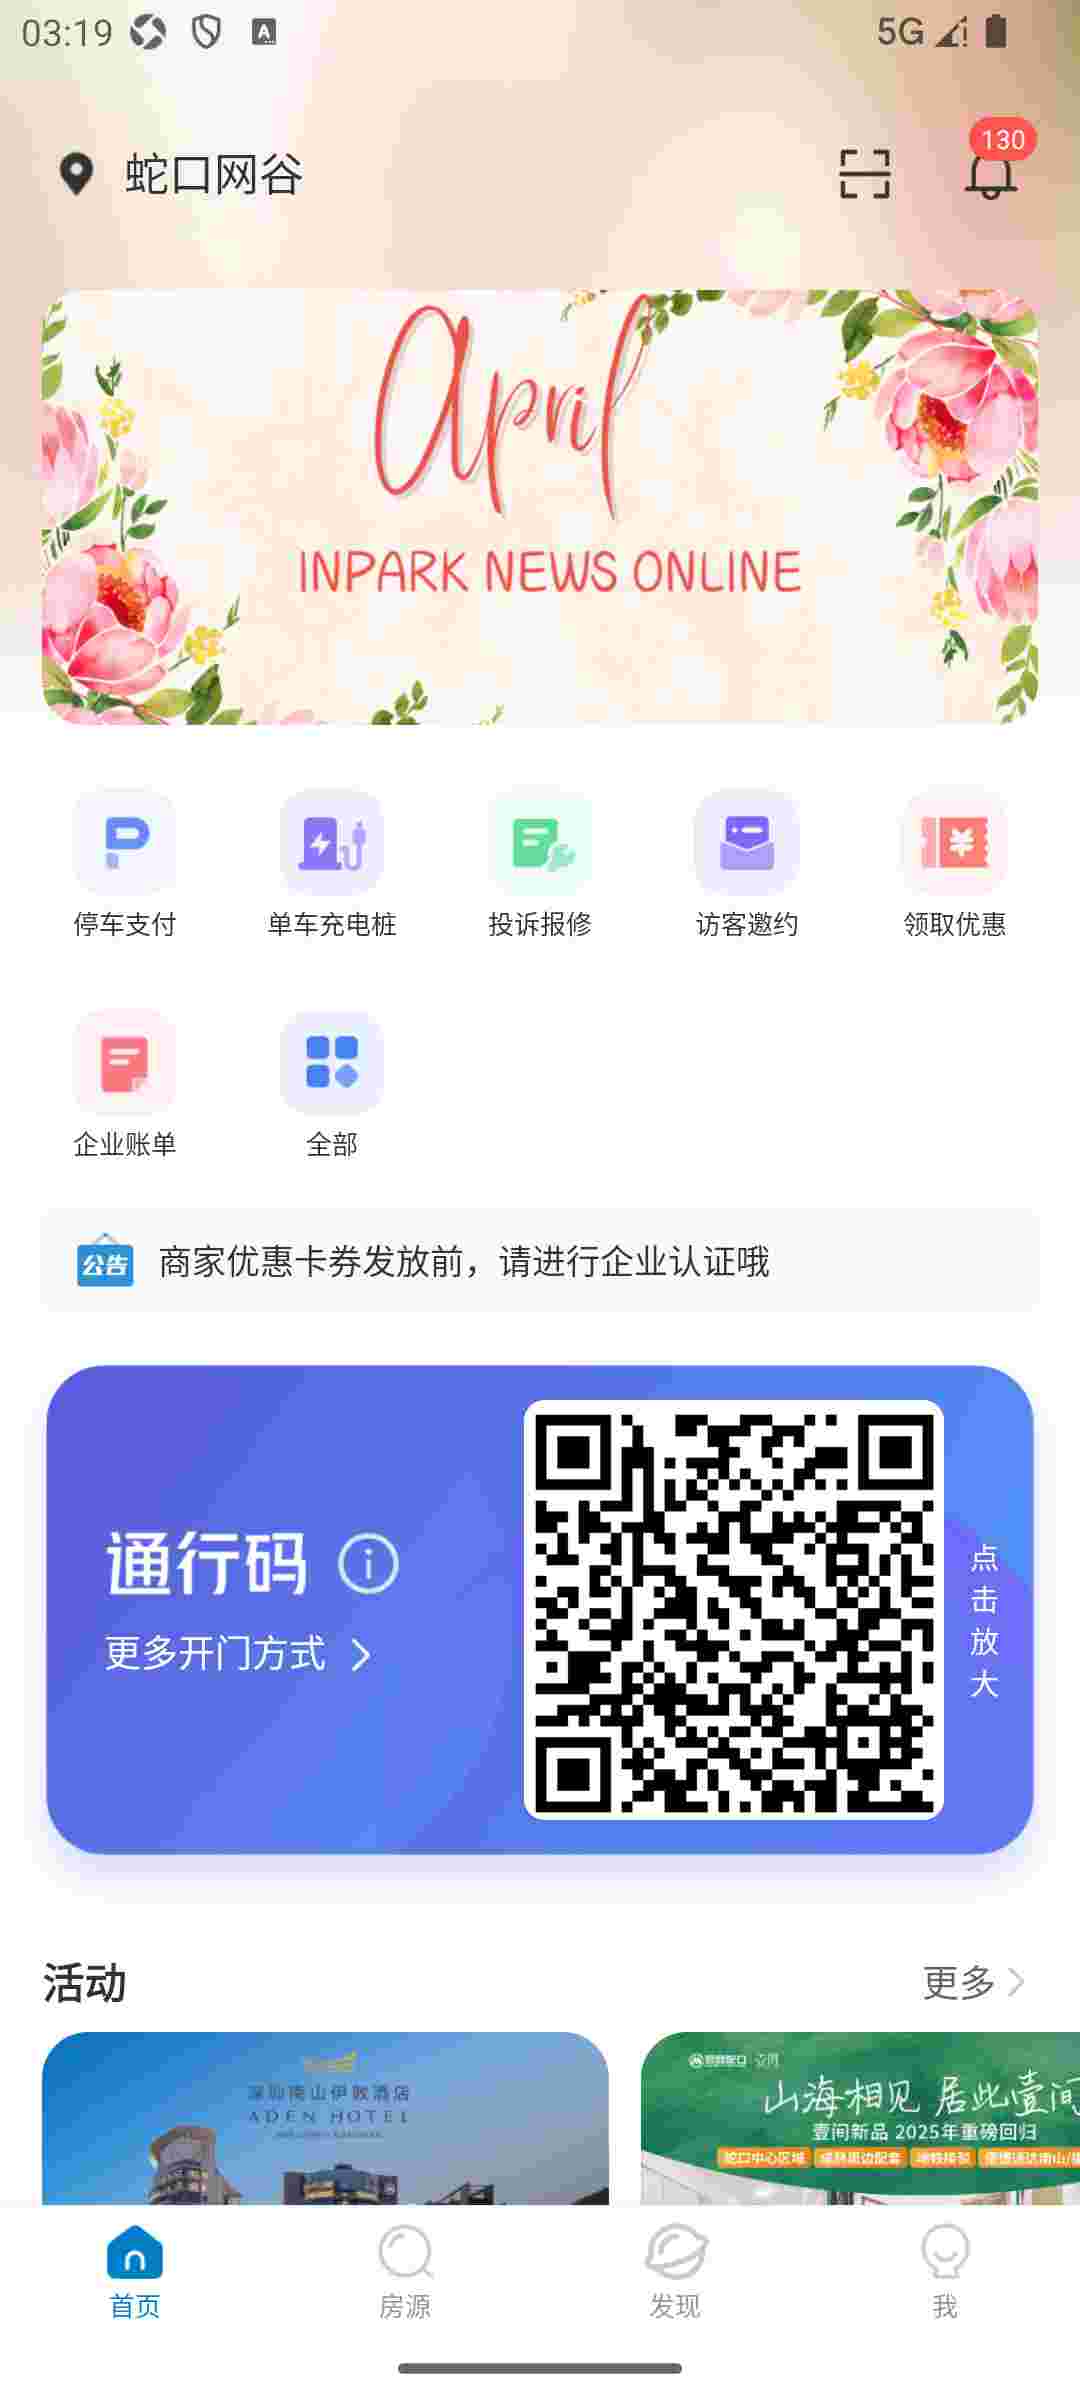 03:19
5G
蛇口网谷
130
April
INPARK NEWS ONLINE
停车支付
单车充电桩
投诉报修
访客邀约
领取优惠
企业账单
全部
公告
商家优惠卡券发放前，请进行企业认证哦
通行码
更多开门方式
点击放大
活动
更多
深圳南山伊敦酒店
ADEN HOTEL
山海相见 居此壹间
壹间新品 2025年重磅回归
蛇口中心区域
首页
房源
发现
我